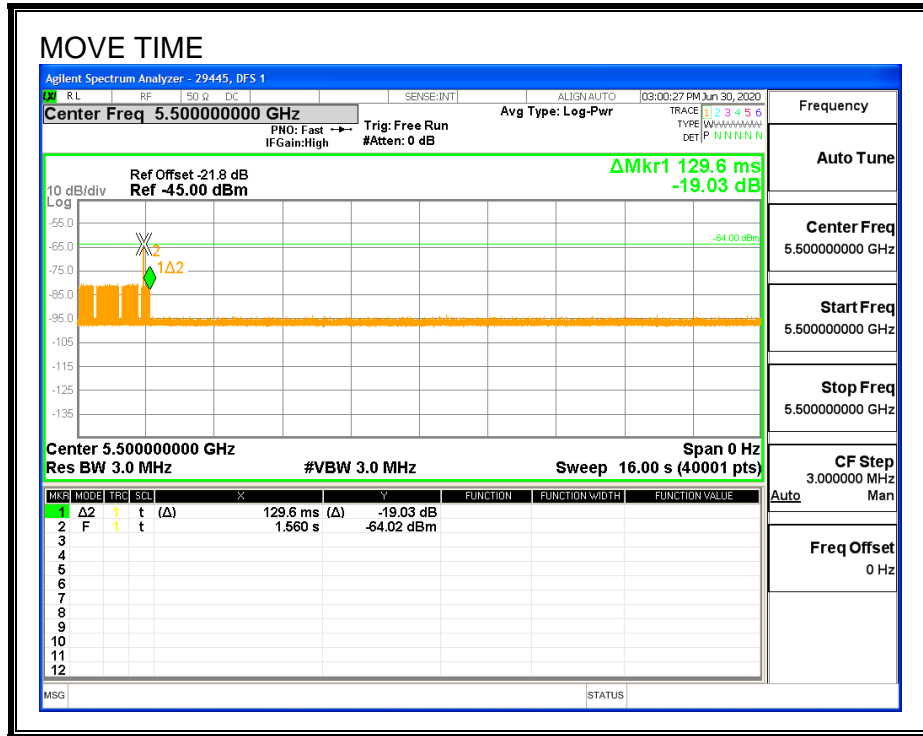 MOVE TIME
Agilent Spectrum Analyzer - 29445, DFS 1
LXI RL RF 50 Ω DC SENSE:INT ALIGN AUTO 03:00:27 PM Jun 30, 2020
Center Freq 5.500000000 GHz
PNO: Fast
IFGain:High
Trig: Free Run
#Atten: 0 dB
Avg Type: Log-Pwr
TRACE 1 2 3 4 5 6
TYPE WWWWWWW
DET P N N N N N
ΔMkr1 129.6 ms
-19.03 dB
Ref Offset -21.8 dB
Ref -45.00 dBm
10 dB/div
Log
-55.0
-65.0
-75.0
-85.0
-95.0
-105
-115
-125
-135
-64.00 dBm
2
1Δ2
Center 5.500000000 GHz Span 0 Hz
Res BW 3.0 MHz #VBW 3.0 MHz Sweep 16.00 s (40001 pts)
MKR MODE TRC SCL X Y FUNCTION FUNCTION WIDTH FUNCTION VALUE
1 Δ2 1 t (Δ) 129.6 ms (Δ) -19.03 dB
2 F 1 t 1.560 s -64.02 dBm
3
4
5
6
7
8
9
10
11
12
MSG STATUS
Frequency
Auto Tune
Center Freq
5.500000000 GHz
Start Freq
5.500000000 GHz
Stop Freq
5.500000000 GHz
CF Step
3.000000 MHz
Auto Man
Freq Offset
0 Hz